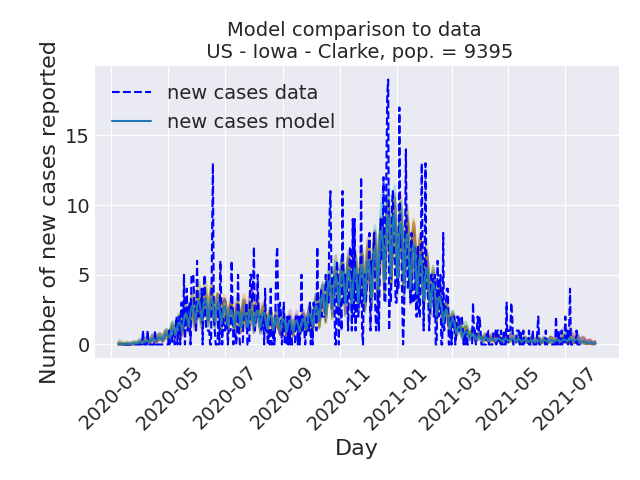 Model comparison to data
US - Iowa - Clarke, pop. = 9395
Number of new cases reported
new cases data
new cases model
15
10
5
0
2020-03
2020-05
2020-07
2020-09
2020-11
2021-01
2021-03
2021-05
2021-07
Day